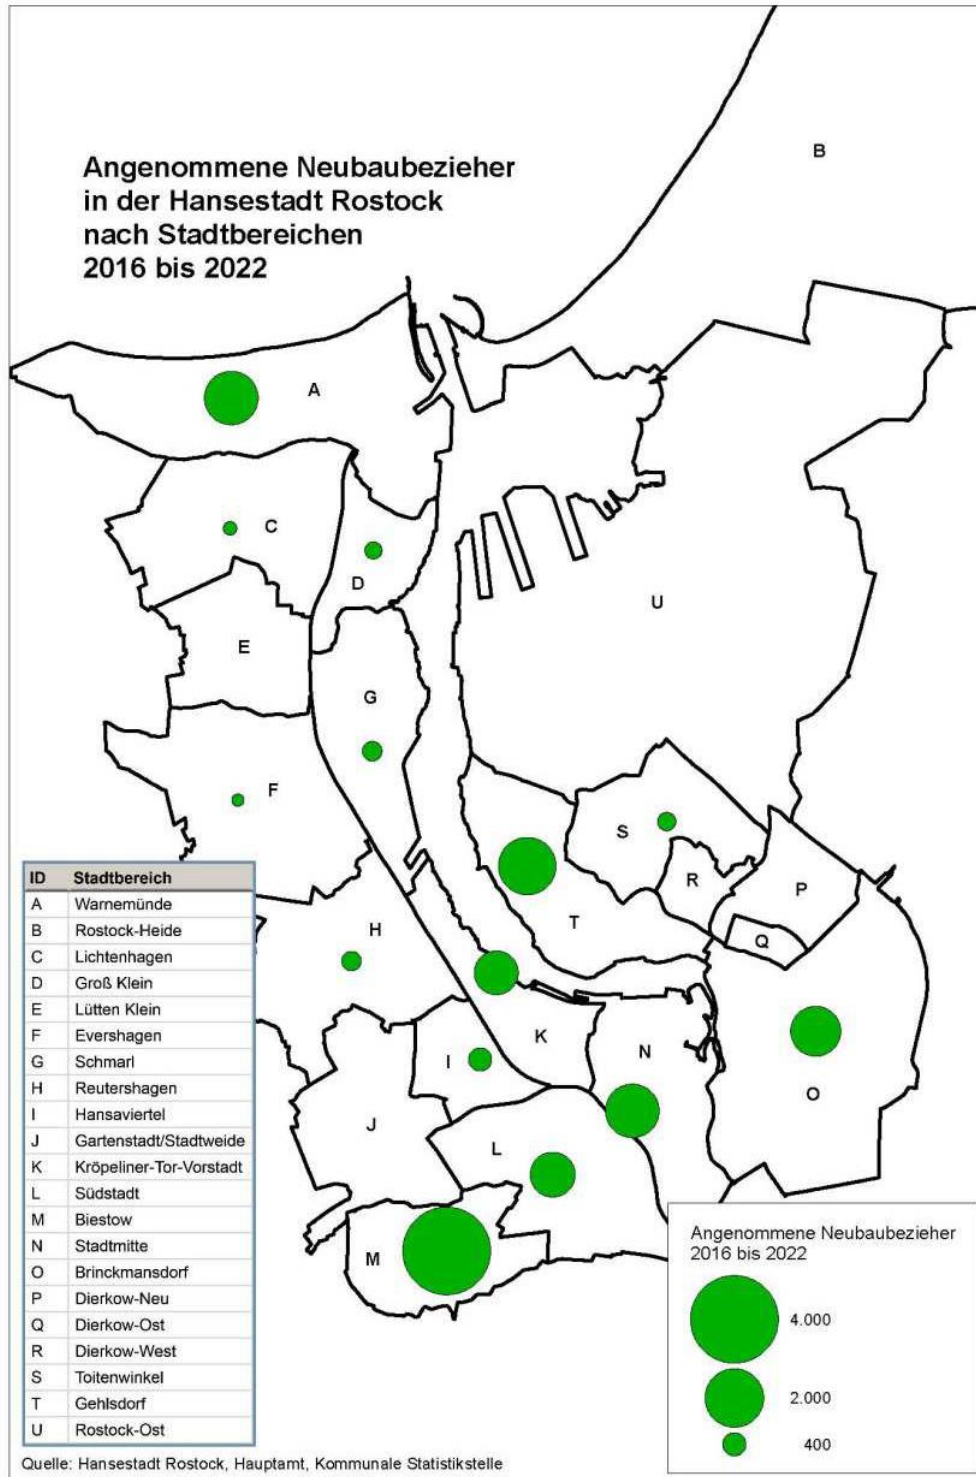 Angenommene Neubaubezieher
in der Hansestadt Rostock
nach Stadtbereichen
2016 bis 2022
B
A
C
D
E
U
G
F
S
R
P
T
Q
H
K
N
I
O
J
L
M
ID Stadtbereich
A Warnemünde
B Rostock-Heide
C Lichtenhagen
D Groß Klein
E Lütten Klein
F Evershagen
G Schmarl
H Reutershagen
I Hansaviertel
J Gartenstadt/Stadtweide
K Kröpeliner-Tor-Vorstadt
L Südstadt
M Biestow
N Stadtmitte
O Brinckmansdorf
P Dierkow-Neu
Q Dierkow-Ost
R Dierkow-West
S Toitenwinkel
T Gehlsdorf
U Rostock-Ost
Angenommene Neubaubezieher
2016 bis 2022
4.000
2.000
400
Quelle: Hansestadt Rostock, Hauptamt, Kommunale Statistikstelle